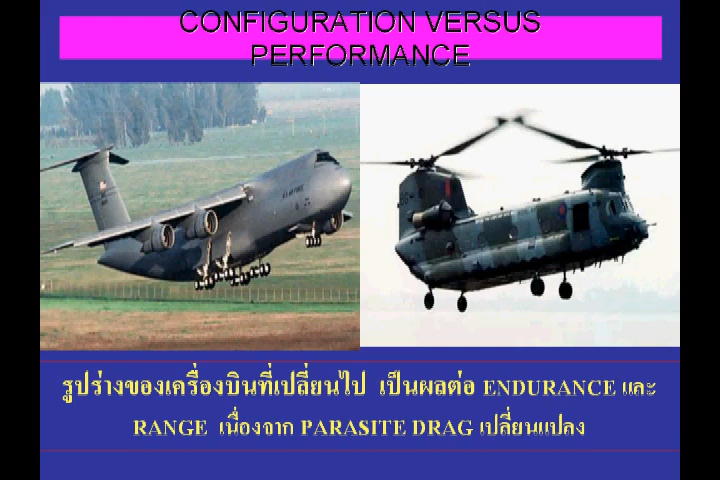 CONFIGURATION VERSUS
PERFORMANCE
U.S. AIR FORCE
รูปร่างของเครื่องบินที่เปลี่ยนไป เป็นผลต่อ ENDURANCE และ
RANGE เนื่องจาก PARASITE DRAG เปลี่ยนแปลง